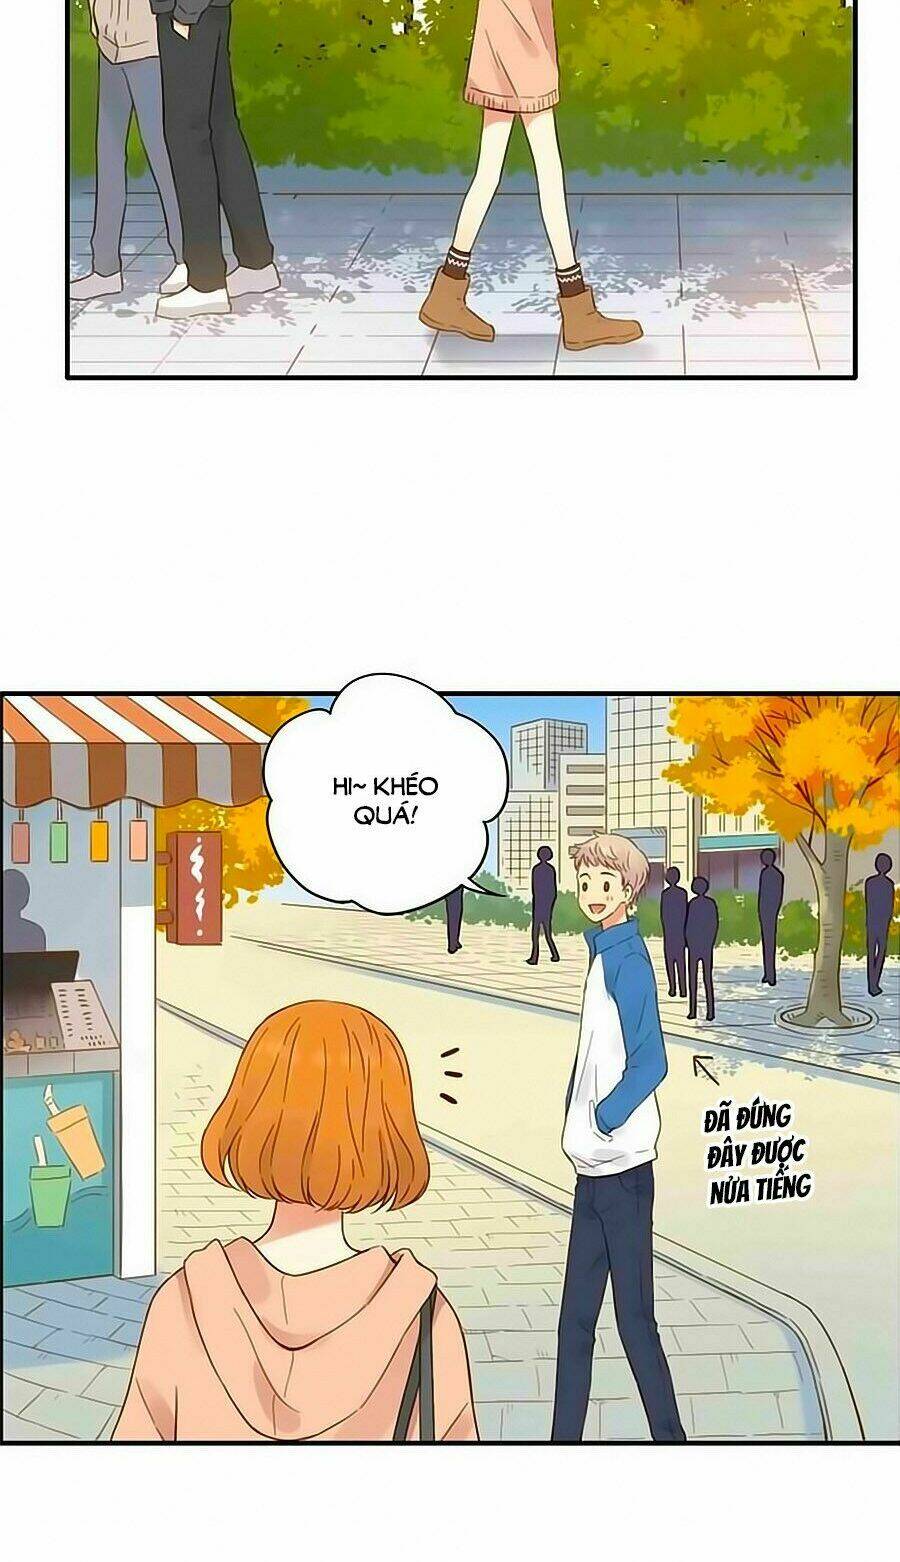 HI~ KHÉO
QUÁ!
ĐÃ ĐỨNG
ĐÂY ĐƯỢC
NỬA TIẾNG